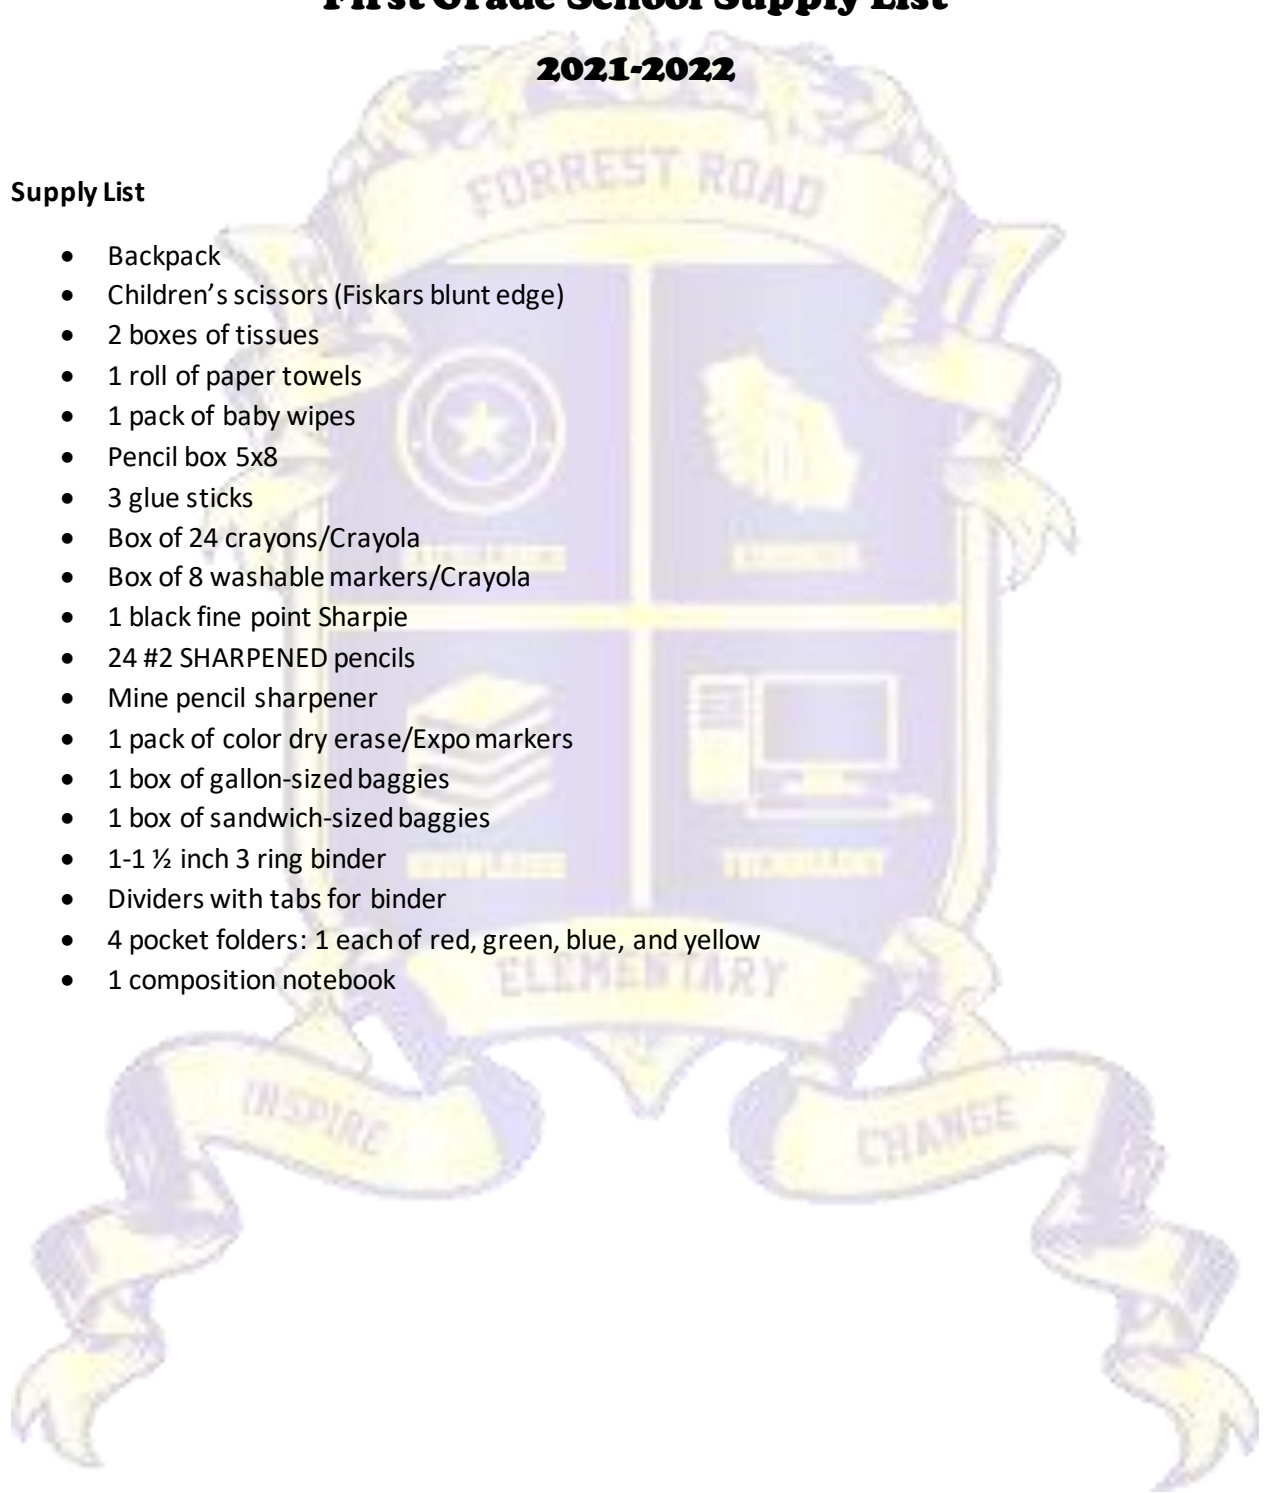 First Grade School Supply List
2021-2022
FORREST ROAD
Supply List
• Backpack
• Children’s scissors (Fiskars blunt edge)
• 2 boxes of tissues
• 1 roll of paper towels
• 1 pack of baby wipes
• Pencil box 5x8
• 3 glue sticks
• Box of 24 crayons/Crayola
• Box of 8 washable markers/Crayola
• 1 black fine point Sharpie
• 24 #2 SHARPENED pencils
• Mine pencil sharpener
• 1 pack of color dry erase/Expo markers
• 1 box of gallon-sized baggies
• 1 box of sandwich-sized baggies
• 1-1 ½ inch 3 ring binder
• Dividers with tabs for binder
• 4 pocket folders: 1 each of red, green, blue, and yellow
• 1 composition notebook
ELEMENTARY
INSPIRE
CHANGE